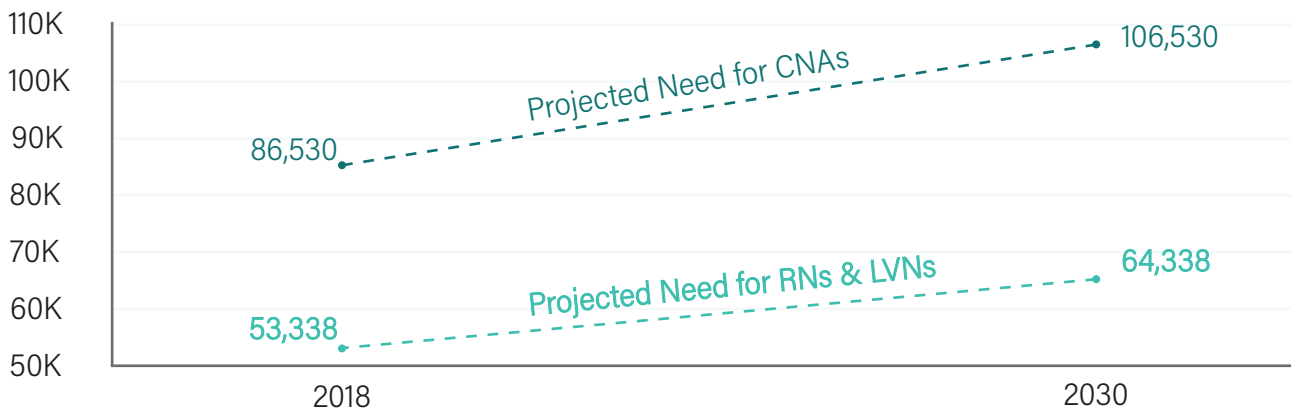 110K
106,530
Projected Need for CNAs
100K
90K
86,530
80K
70K
64,338
Projected Need for RNs & LVNs
60K
53,338
50K
2018
2030